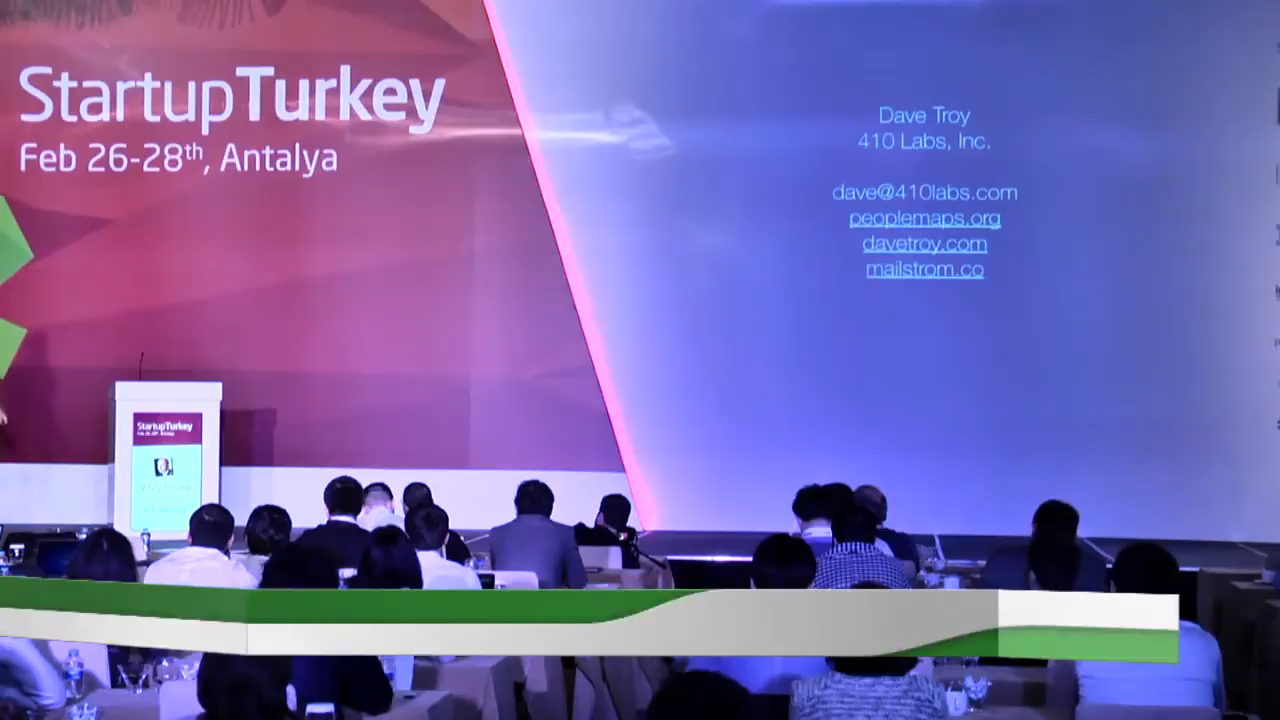 StartupTurkey
Feb 26-28th, Antalya
Dave Troy
410 Labs, Inc.
dave@410labs.com
peoplemaps.org
davetroy.com
mailstrom.co
StartupTurkey